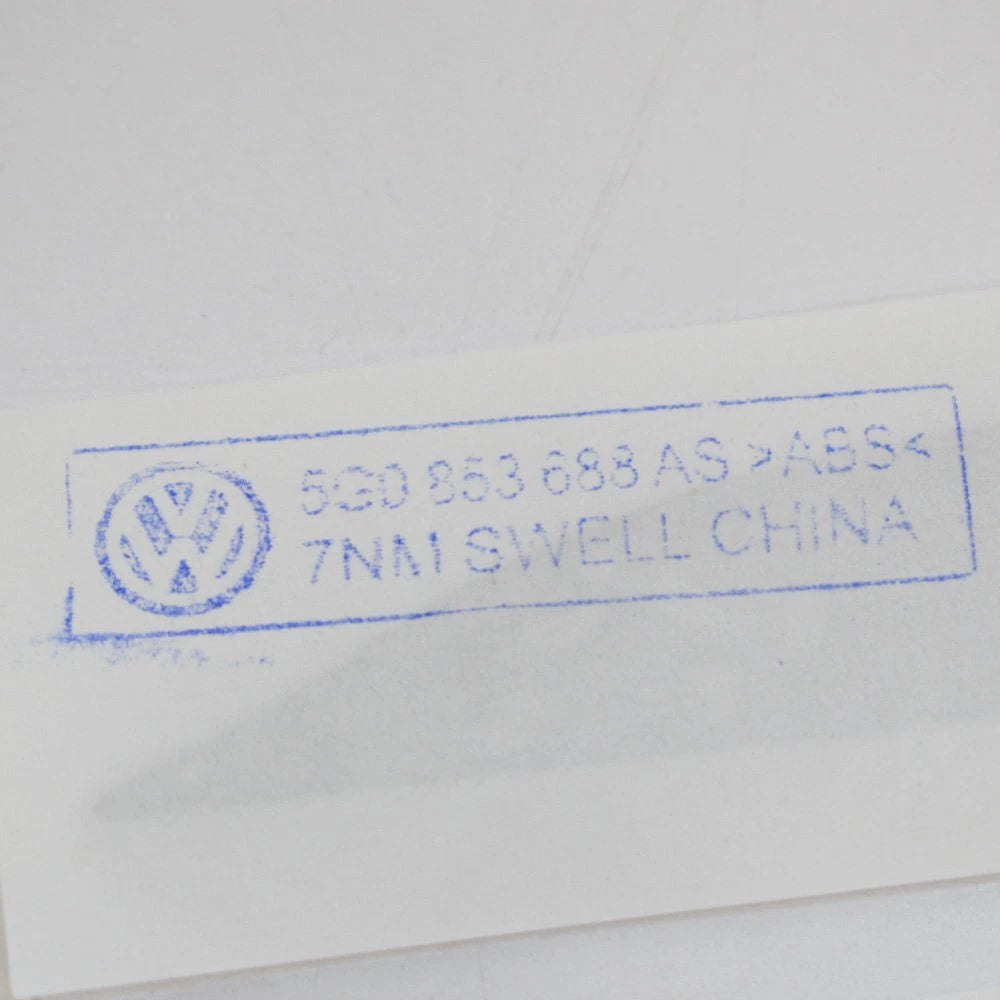 5G0 853 688 AS >ABS<
7NM SWELL CHINA